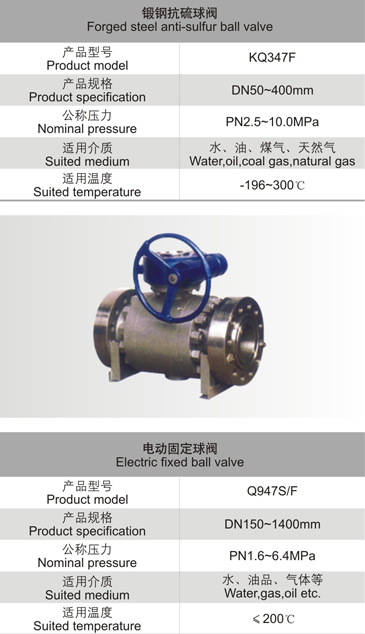 锻钢抗硫球阀
Forged steel anti-sulfur ball valve
产品型号
Product model
KQ347F
产品规格
Product specification
DN50~400mm
公称压力
Nominal pressure
PN2.5~10.0MPa
适用介质
Suited medium
水、油、煤气、天然气
Water,oil,coal gas,natural gas
适用温度
Suited temperature
-196~300℃
电动固定球阀
Electric fixed ball valve
产品型号
Product model
Q947S/F
产品规格
Product specification
DN150~1400mm
公称压力
Nominal pressure
PN1.6~6.4MPa
适用介质
Suited medium
水、油品、气体等
Water,gas,oil etc.
适用温度
Suited temperature
≤200℃